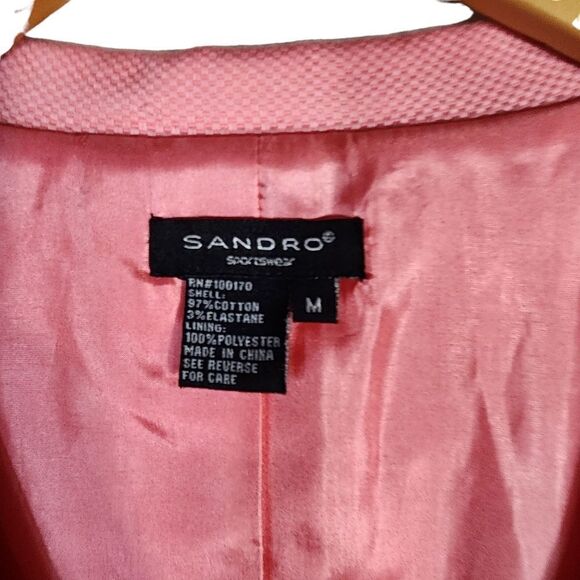 SANDRO®
Sportswear
RN#100170
SHELL:
97%COTTON
3%ELASTANE
LINING:
100%POLYESTER
MADE IN CHINA
SEE REVERSE
FOR CARE
M